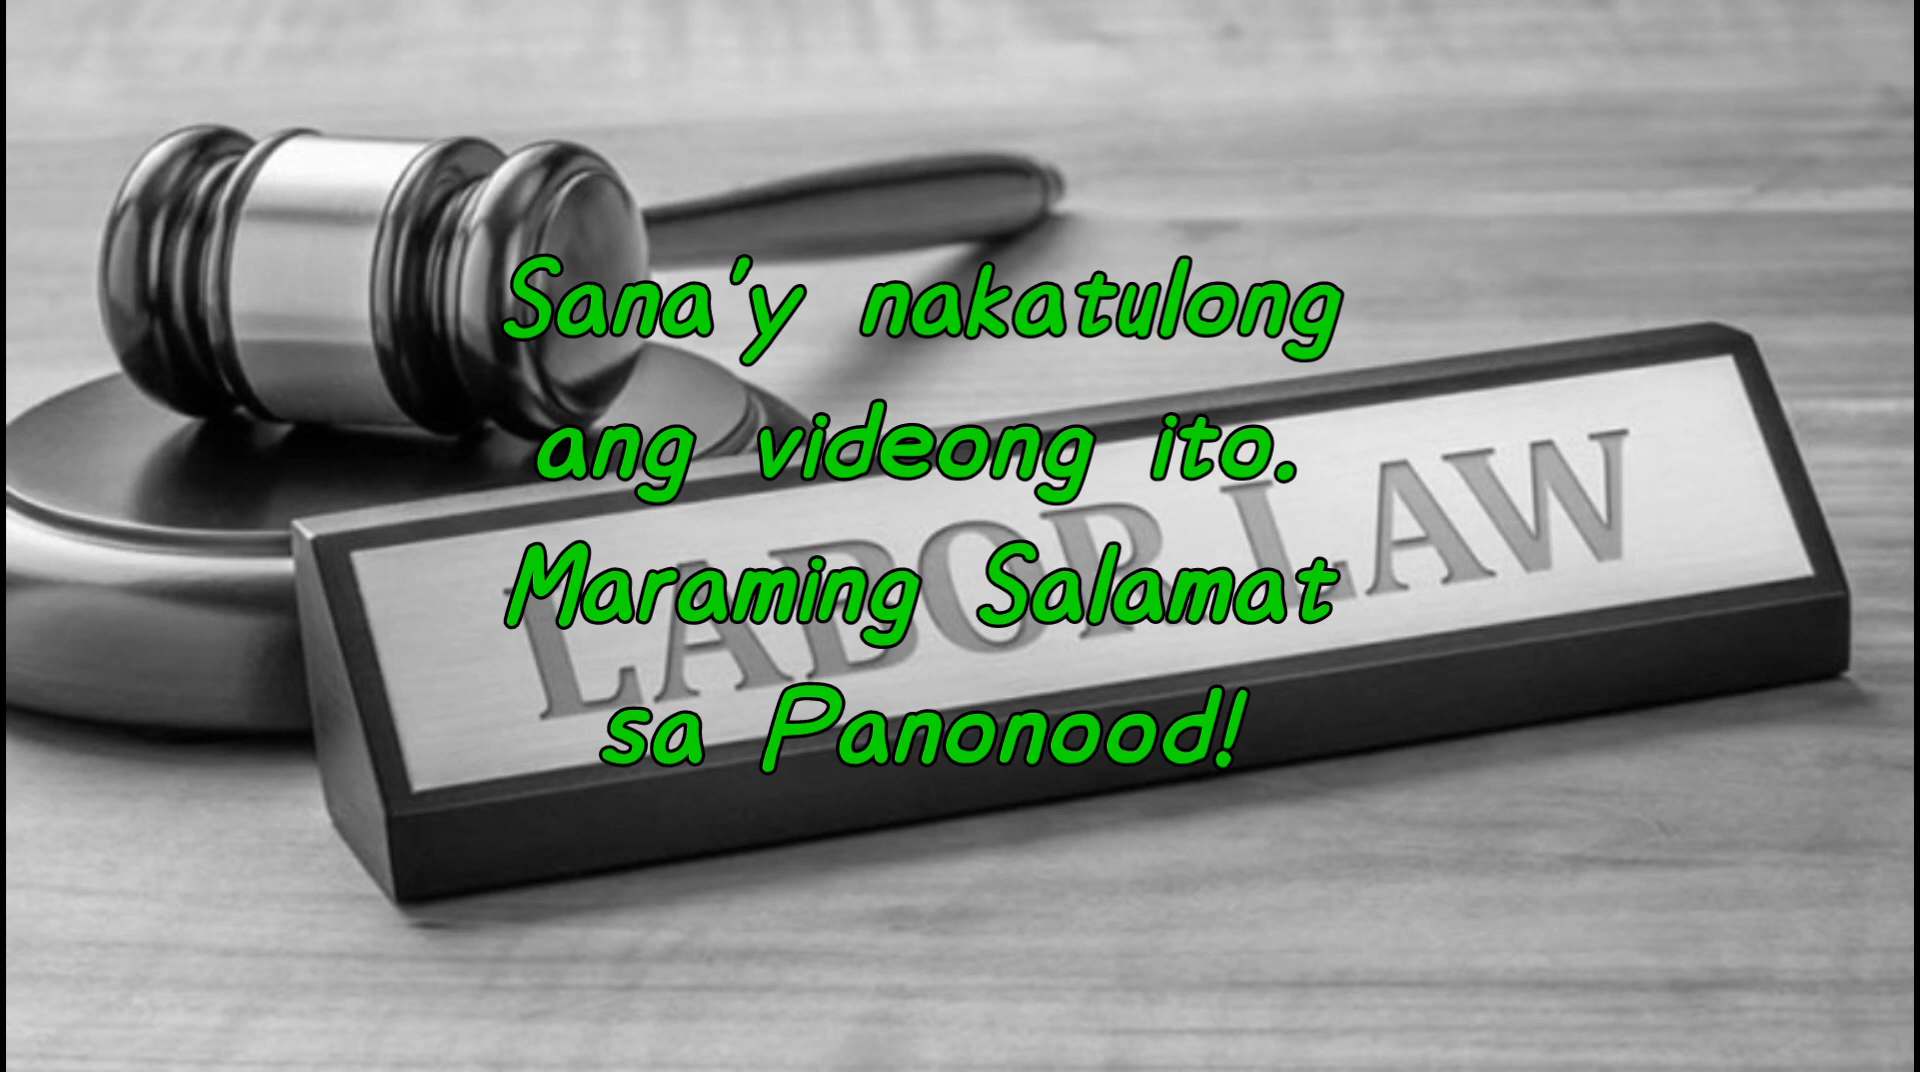 Sana'y nakatulong
ang videong ito.
Maraming Salamat
sa Panonood!
LABOR LAW